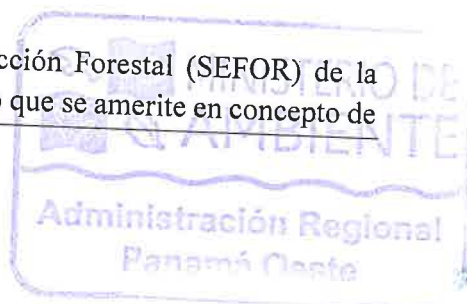 cción Forestal (SEFOR) de la
que se amerite en concepto de
MINISTERIO DE
AMBIENTE
Administración Regional
Panamá Oeste